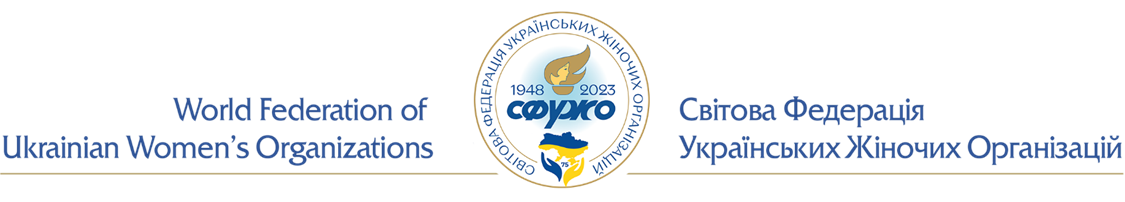 World Federation of
Ukrainian Women's Organizations
СВІТОВА ФЕДЕРАЦІЯ УКРАЇНСЬКИХ ЖІНОЧИХ ОРГАНІЗАЦІЙ
1948 2023
СФУЖО
75
Світова Федерація
Українських Жіночих Організацій